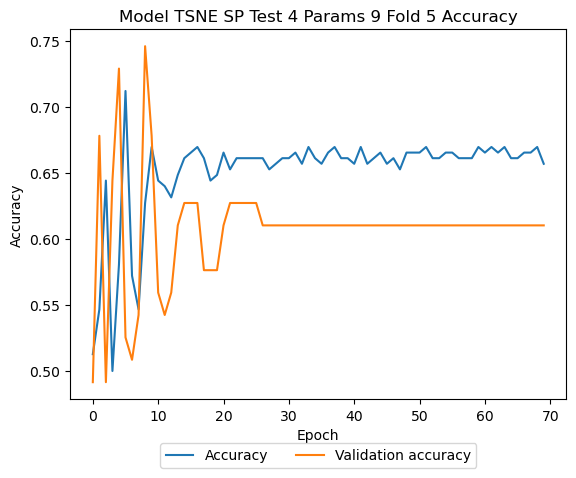 Model TSNE SP Test 4 Params 9 Fold 5 Accuracy
0.75
0.70
0.65
0.60
0.55
0.50
Accuracy
0 10 20 30 40 50 60 70
Epoch
Accuracy Validation accuracy